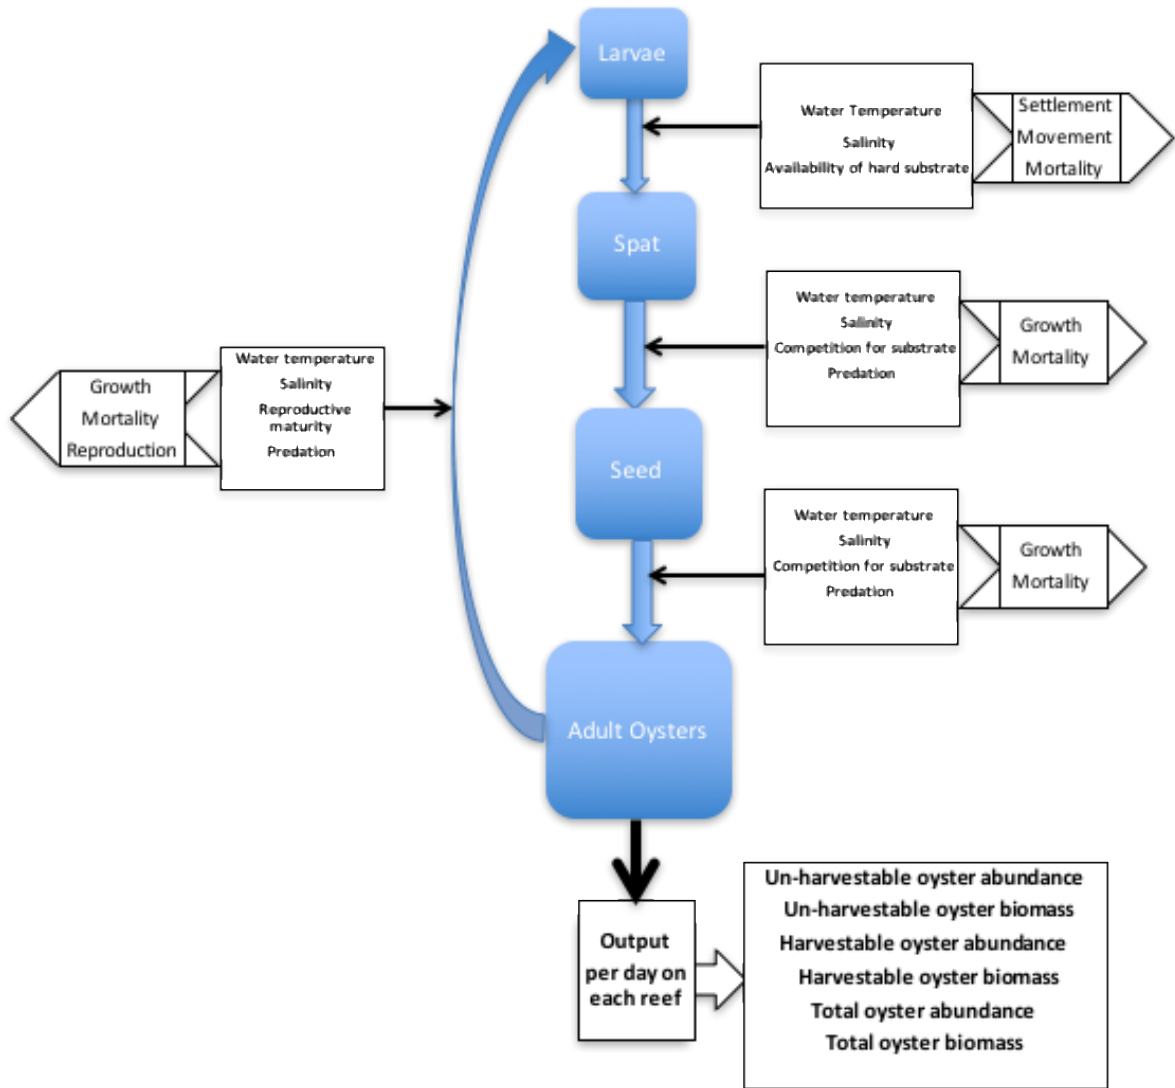 Larvae
Water Temperature
Salinity
Availability of hard substrate
Settlement
Movement
Mortality
Spat
Water temperature
Salinity
Competition for substrate
Predation
Growth
Mortality
Growth
Mortality
Reproduction
Water temperature
Salinity
Reproductive
maturity
Predation
Seed
Water temperature
Salinity
Competition for substrate
Predation
Growth
Mortality
Adult Oysters
Output
per day on
each reef
Un-harvestable oyster abundance
Un-harvestable oyster biomass
Harvestable oyster abundance
Harvestable oyster biomass
Total oyster abundance
Total oyster biomass